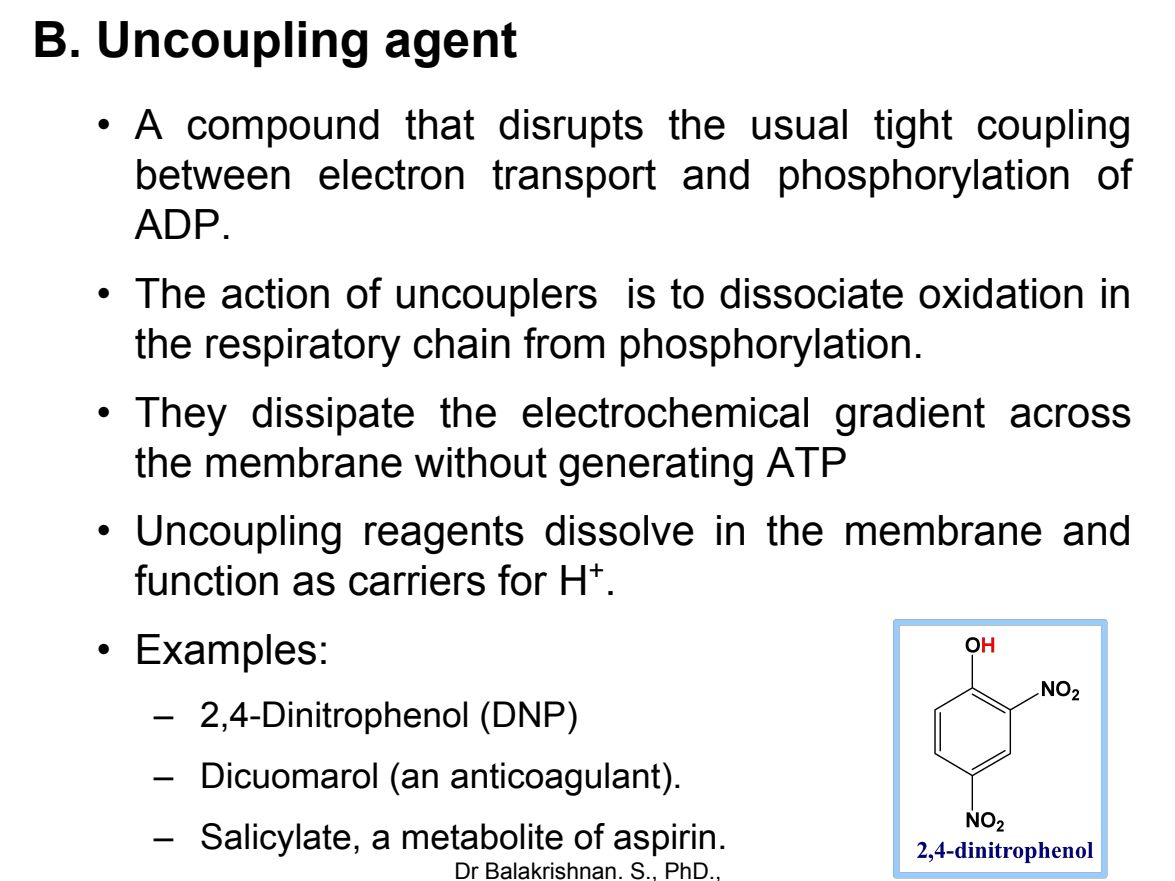 B. Uncoupling agent
• A compound that disrupts the usual tight coupling
between electron transport and phosphorylation of
ADP.
• The action of uncouplers  is to dissociate oxidation in
the respiratory chain from phosphorylation.
• They dissipate the electrochemical gradient across
the membrane without generating ATP
• Uncoupling reagents dissolve in the membrane and
function as carriers for H⁺.
• Examples:
– 2,4-Dinitrophenol (DNP)
– Dicuomarol (an anticoagulant).
– Salicylate, a metabolite of aspirin.
OH
NO₂
NO₂
2,4-dinitrophenol
Dr Balakrishnan. S., PhD.,